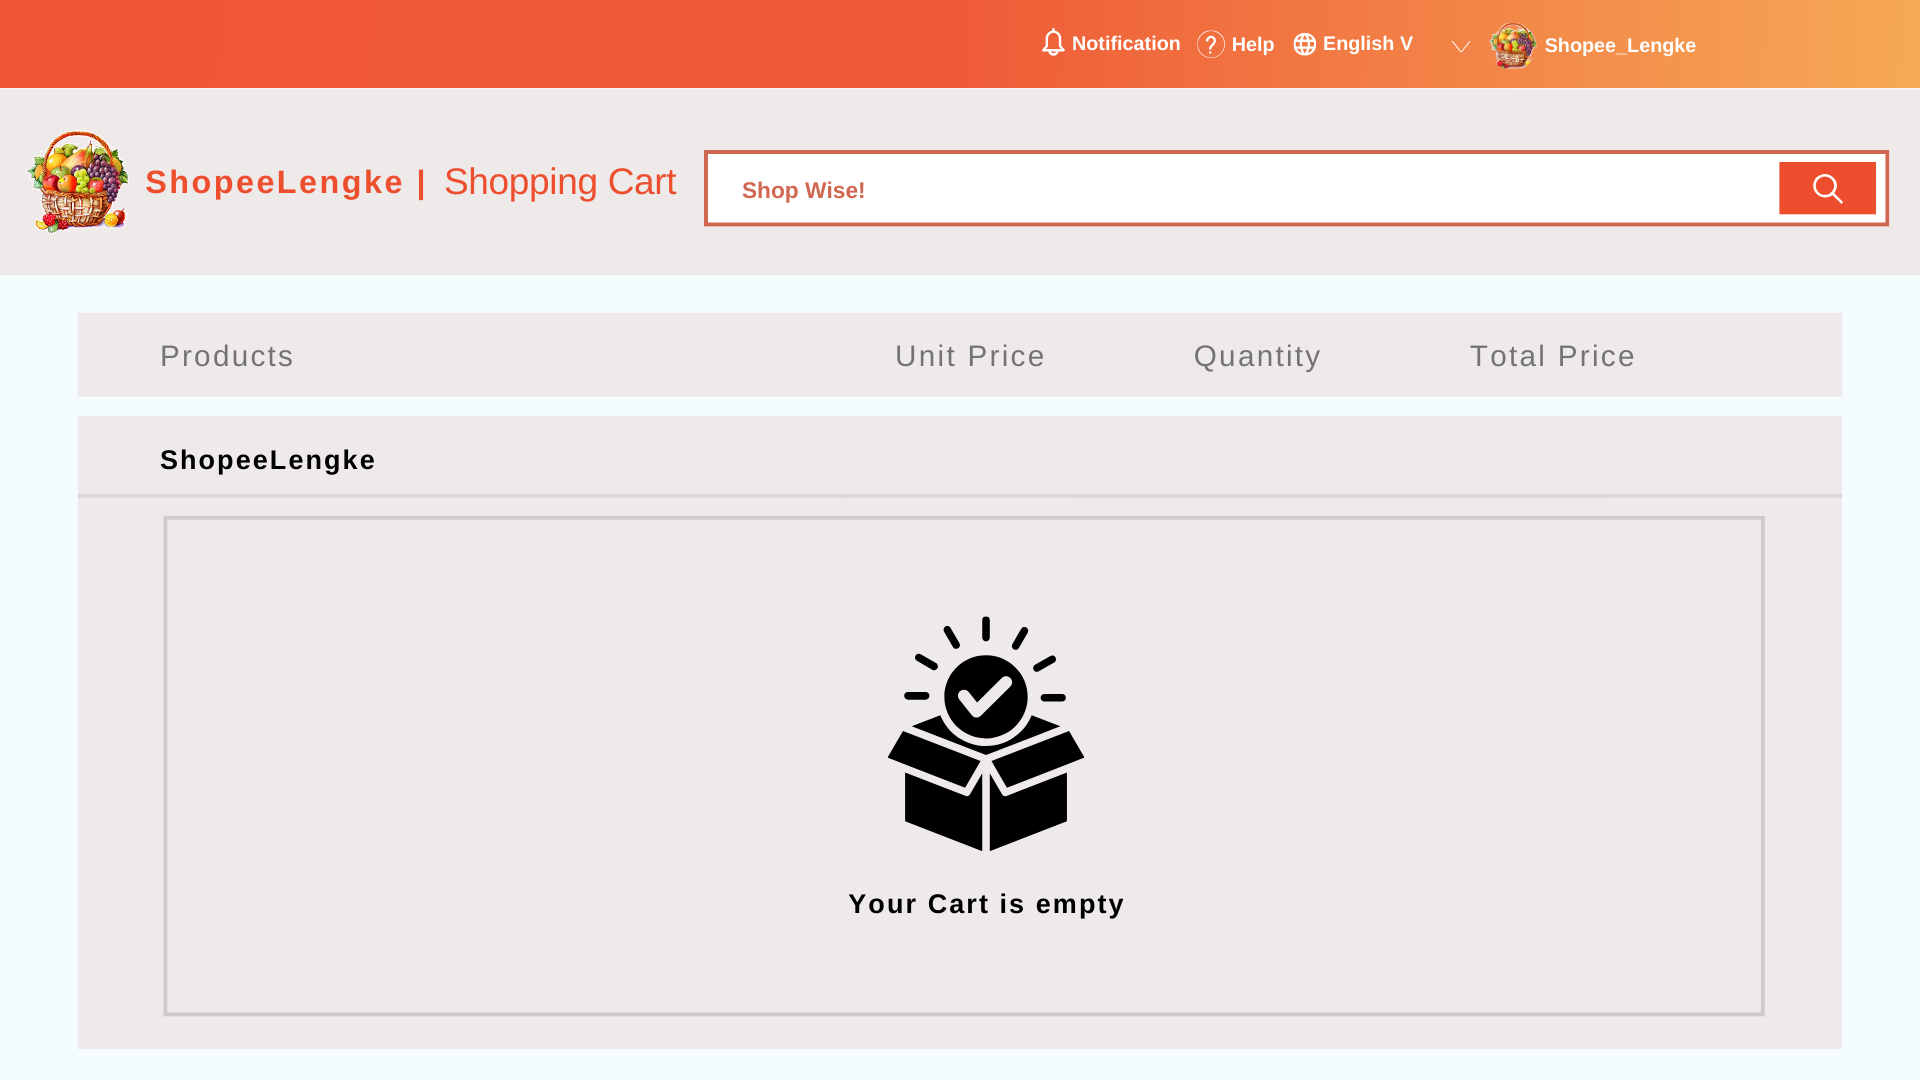 Notification
Help
English V
Shopee_Lengke
ShopeeLengke | Shopping Cart
Shop Wise!
Products Unit Price Quantity Total Price
ShopeeLengke
Your Cart is empty